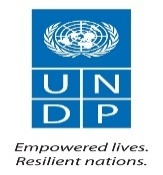 U N
D P
Empowered lives.
Resilient nations.